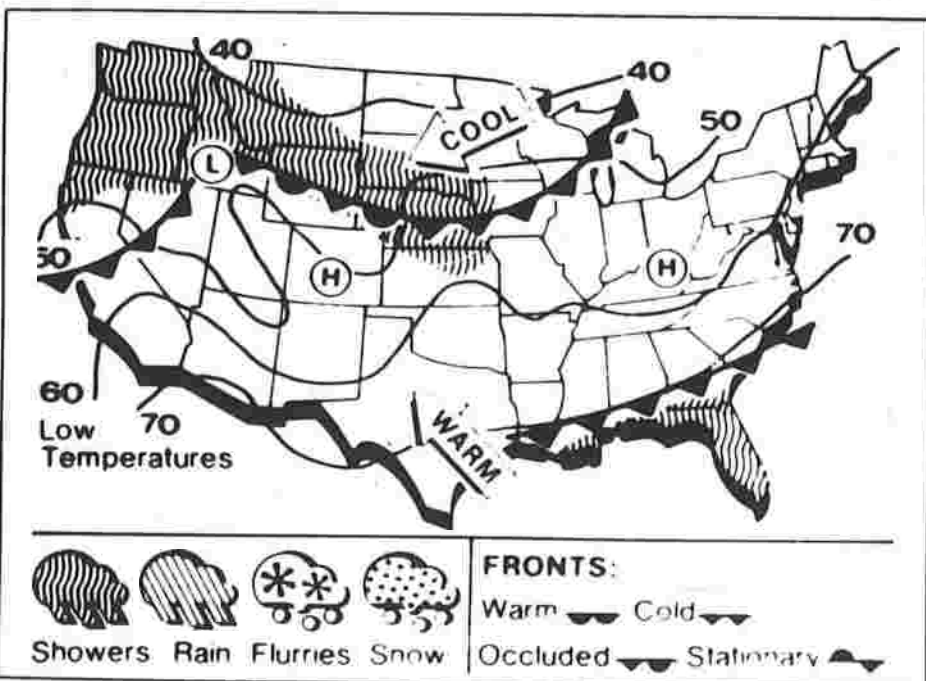 40
40
COOL
50
L
70
H
H
50
60
70
Low
Temperatures
WARM
FRONTS:
Warm Cold
Showers Rain Flurries Snow
Occluded Stationary